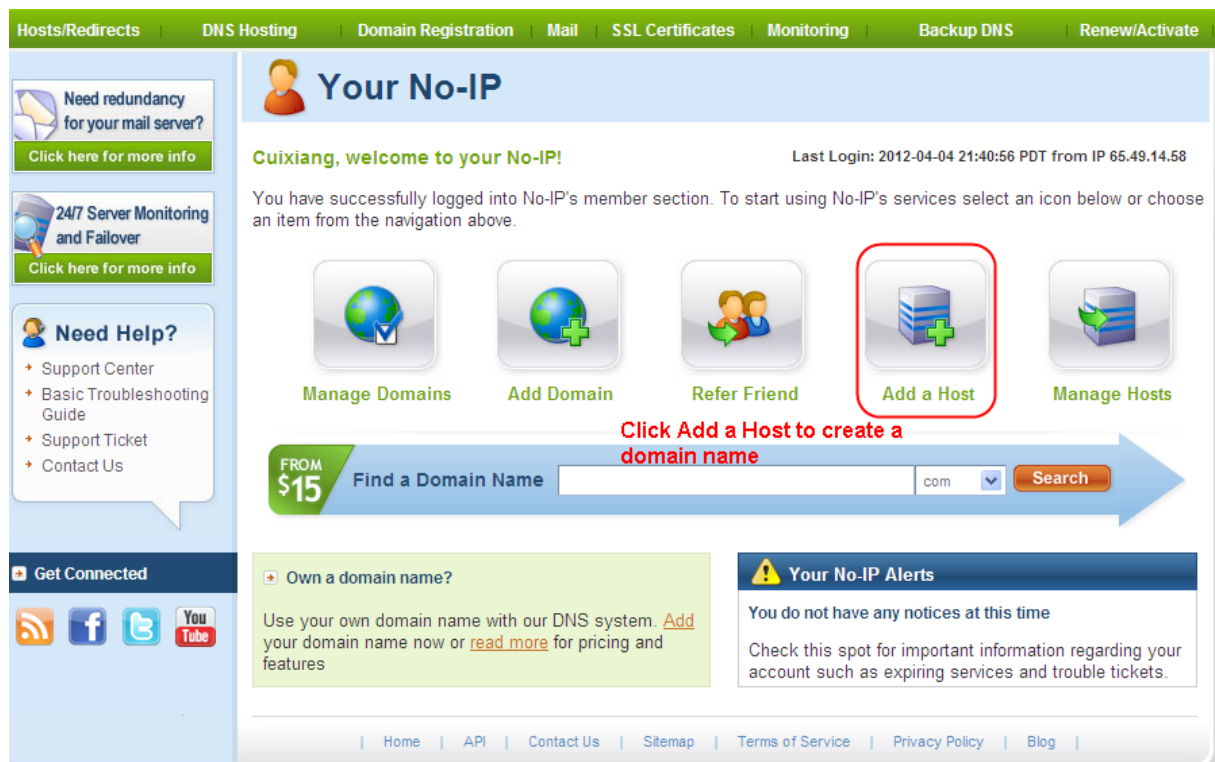 Hosts/Redirects | DNS Hosting | Domain Registration | Mail | SSL Certificates | Monitoring | Backup DNS | Renew/Activate
Need redundancy
for your mail server?
Click here for more info
24/7 Server Monitoring
and Failover
Click here for more info
Need Help?
Support Center
Basic Troubleshooting
Guide
Support Ticket
Contact Us
Get Connected
You
Tube
Your No-IP
Cuixiang, welcome to your No-IP!
Last Login: 2012-04-04 21:40:56 PDT from IP 65.49.14.58
You have successfully logged into No-IP's member section. To start using No-IP's services select an icon below or choose
an item from the navigation above.
Manage Domains
Add Domain
Refer Friend
Add a Host
Manage Hosts
Click Add a Host to create a
domain name
FROM
$15
Find a Domain Name
com
Search
Own a domain name?
Use your own domain name with our DNS system. Add
your domain name now or read more for pricing and
features
Your No-IP Alerts
You do not have any notices at this time
Check this spot for important information regarding your
account such as expiring services and trouble tickets.
| Home | API | Contact Us | Sitemap | Terms of Service | Privacy Policy | Blog |